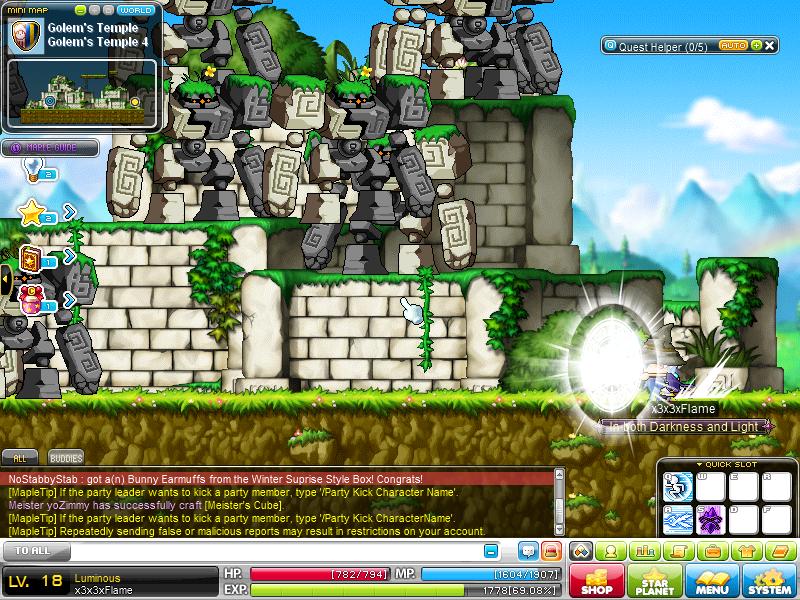 MINI MAP
WORLD
Golem's Temple
Golem's Temple 4
Quest Helper (0/5)
AUTO
MAPLE GUIDE
2
2
1
1
x3x3xFlame
In both Darkness and Light
ALL
BUDDIES
NoStabbyStab : got a(n) Bunny Earmuffs from the Winter Suprise Style Box! Congrats!
[MapleTip] If the party leader wants to kick a party member, type '/Party Kick Character Name'.
Meister yoZimmy has successfully craft [Meister's Cube].
[MapleTip] If the party leader wants to kick a party member, type '/Party Kick CharacterName'.
[MapleTip] Repeatedly sending false or malicious reports may result in restrictions on your account.
QUICK SLOT
Q W E R
A S D F
TO ALL
LV. 18
Luminous
x3x3xFlame
HP. [782/794]
MP. [1604/1907]
EXP. 1778[69.08%]
SHOP
STAR PLANET
MENU
SYSTEM